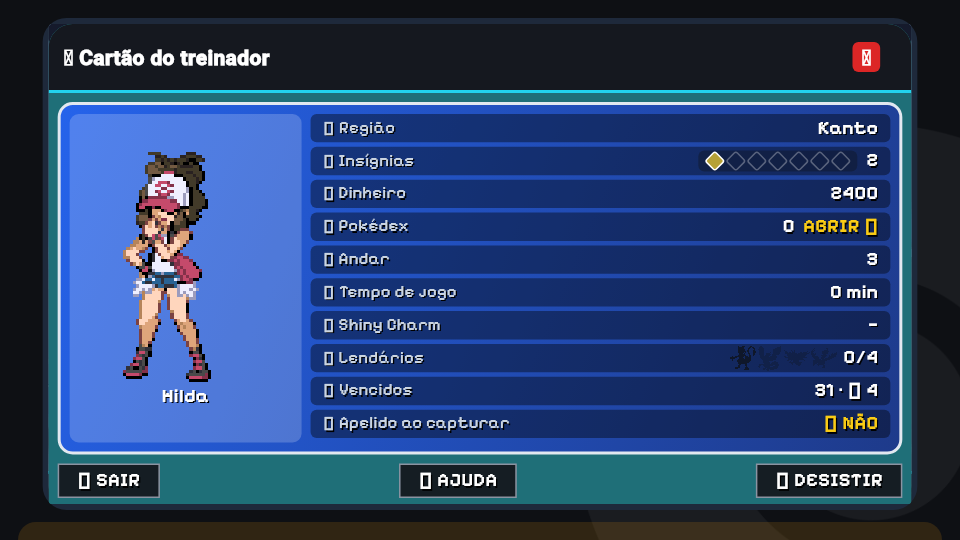 Cartão do treinador
Região Kanto
Insígnias 2
Dinheiro 2400
Pokédex 0 ABRIR
Andar 3
Tempo de jogo 0 min
Shiny Charm -
Lendários 0/4
Vencidos 31 · 4
Apelido ao capturar NÃO
Hilda
SAIR
AJUDA
DESISTIR